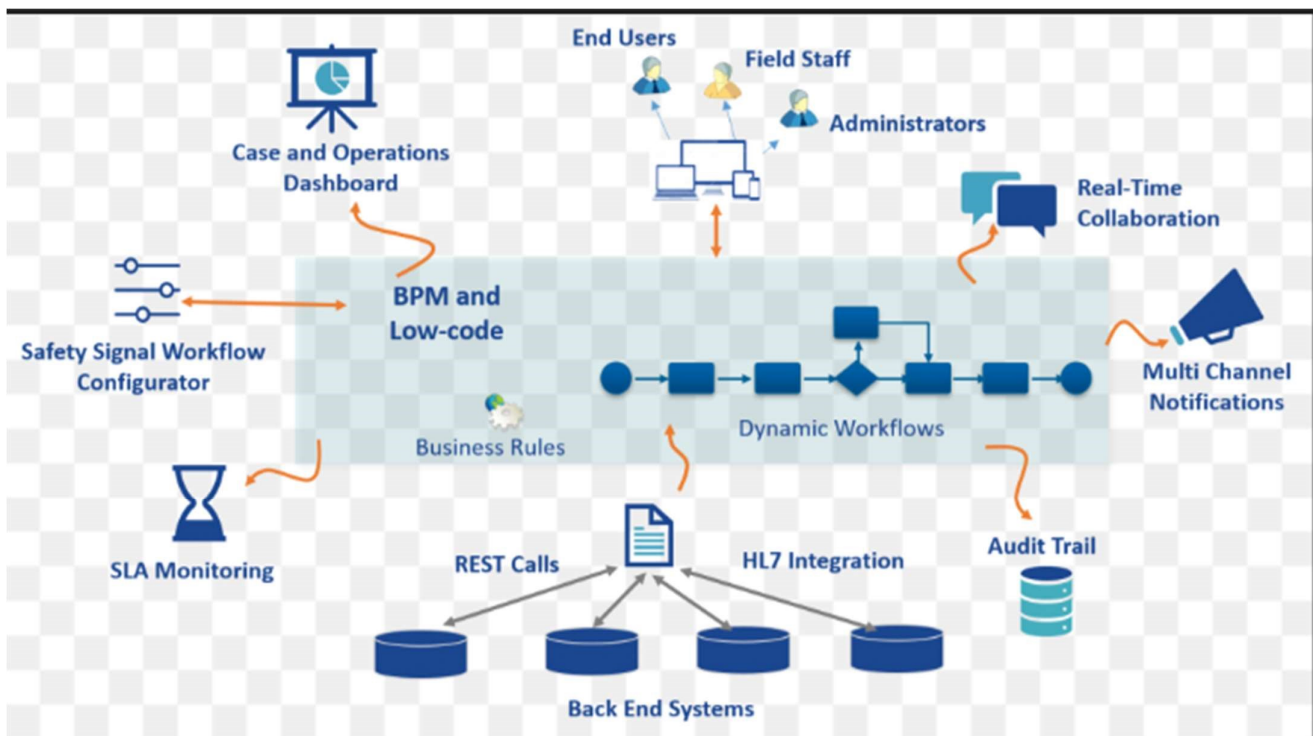 End Users
Field Staff
Administrators
Case and Operations
Dashboard
Real-Time
Collaboration
BPM and
Low-code
Safety Signal Workflow
Configurator
Multi Channel
Notifications
Business Rules
Dynamic Workflows
SLA Monitoring
REST Calls
HL7 Integration
Audit Trail
Back End Systems